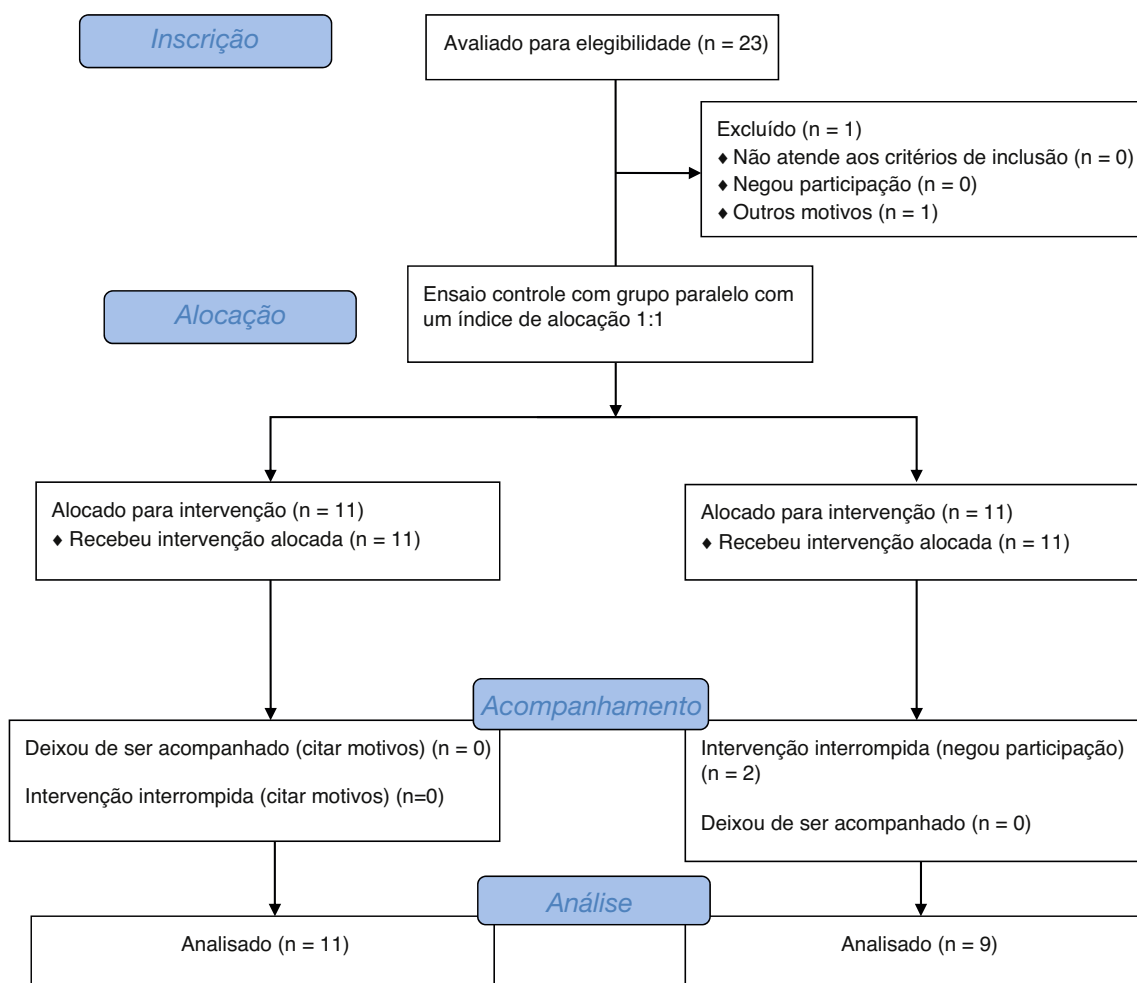 Inscrição
Avaliado para elegibilidade (n = 23)
Excluído (n = 1)
♦ Não atende aos critérios de inclusão (n = 0)
♦ Negou participação (n = 0)
♦ Outros motivos (n = 1)
Alocação
Ensaio controle com grupo paralelo com
um índice de alocação 1:1
Alocado para intervenção (n = 11)
♦ Recebeu intervenção alocada (n = 11)
Alocado para intervenção (n = 11)
♦ Recebeu intervenção alocada (n = 11)
Acompanhamento
Deixou de ser acompanhado (citar motivos) (n = 0)
Intervenção interrompida (citar motivos) (n=0)
Intervenção interrompida (negou participação)
(n = 2)
Deixou de ser acompanhado (n = 0)
Análise
Analisado (n = 11)
Analisado (n = 9)